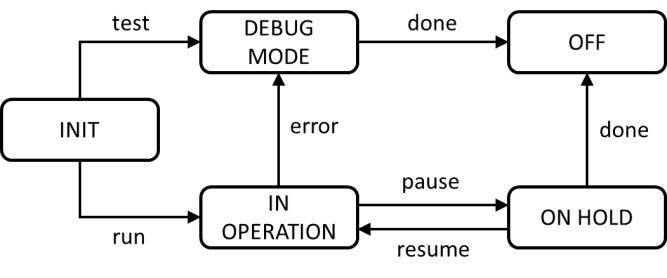 test
DEBUG
MODE
done
OFF
INIT
error
done
run
IN
OPERATION
pause
resume
ON HOLD